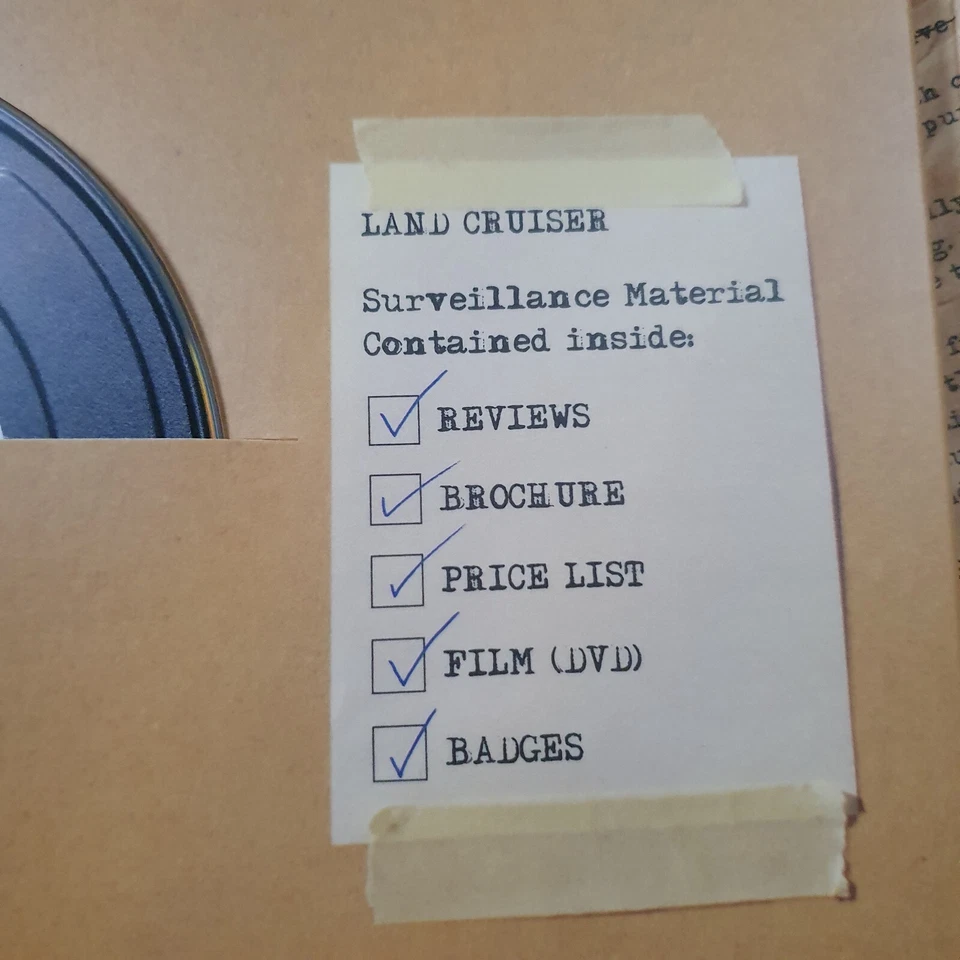 LAND CRUISER
Surveillance Material
Contained inside:
REVIEWS
BROCHURE
PRICE LIST
FILM (DVD)
BADGES